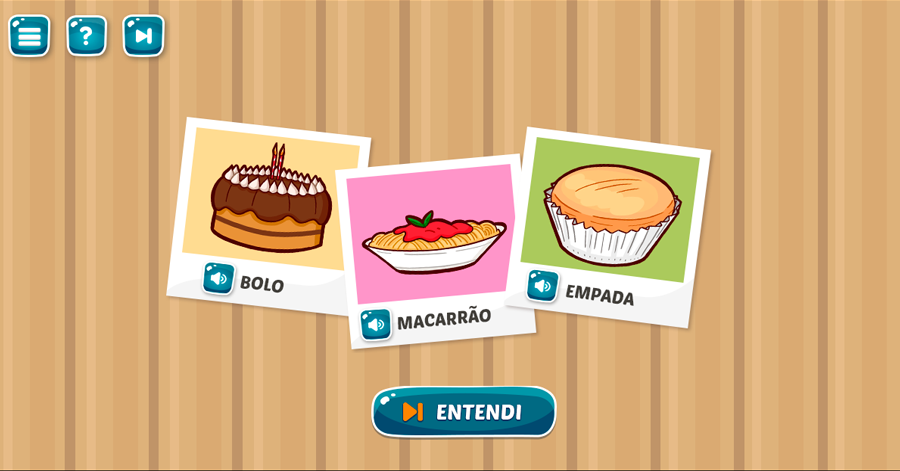 ?
BOLO
MACARRÃO
EMPADA
ENTENDI